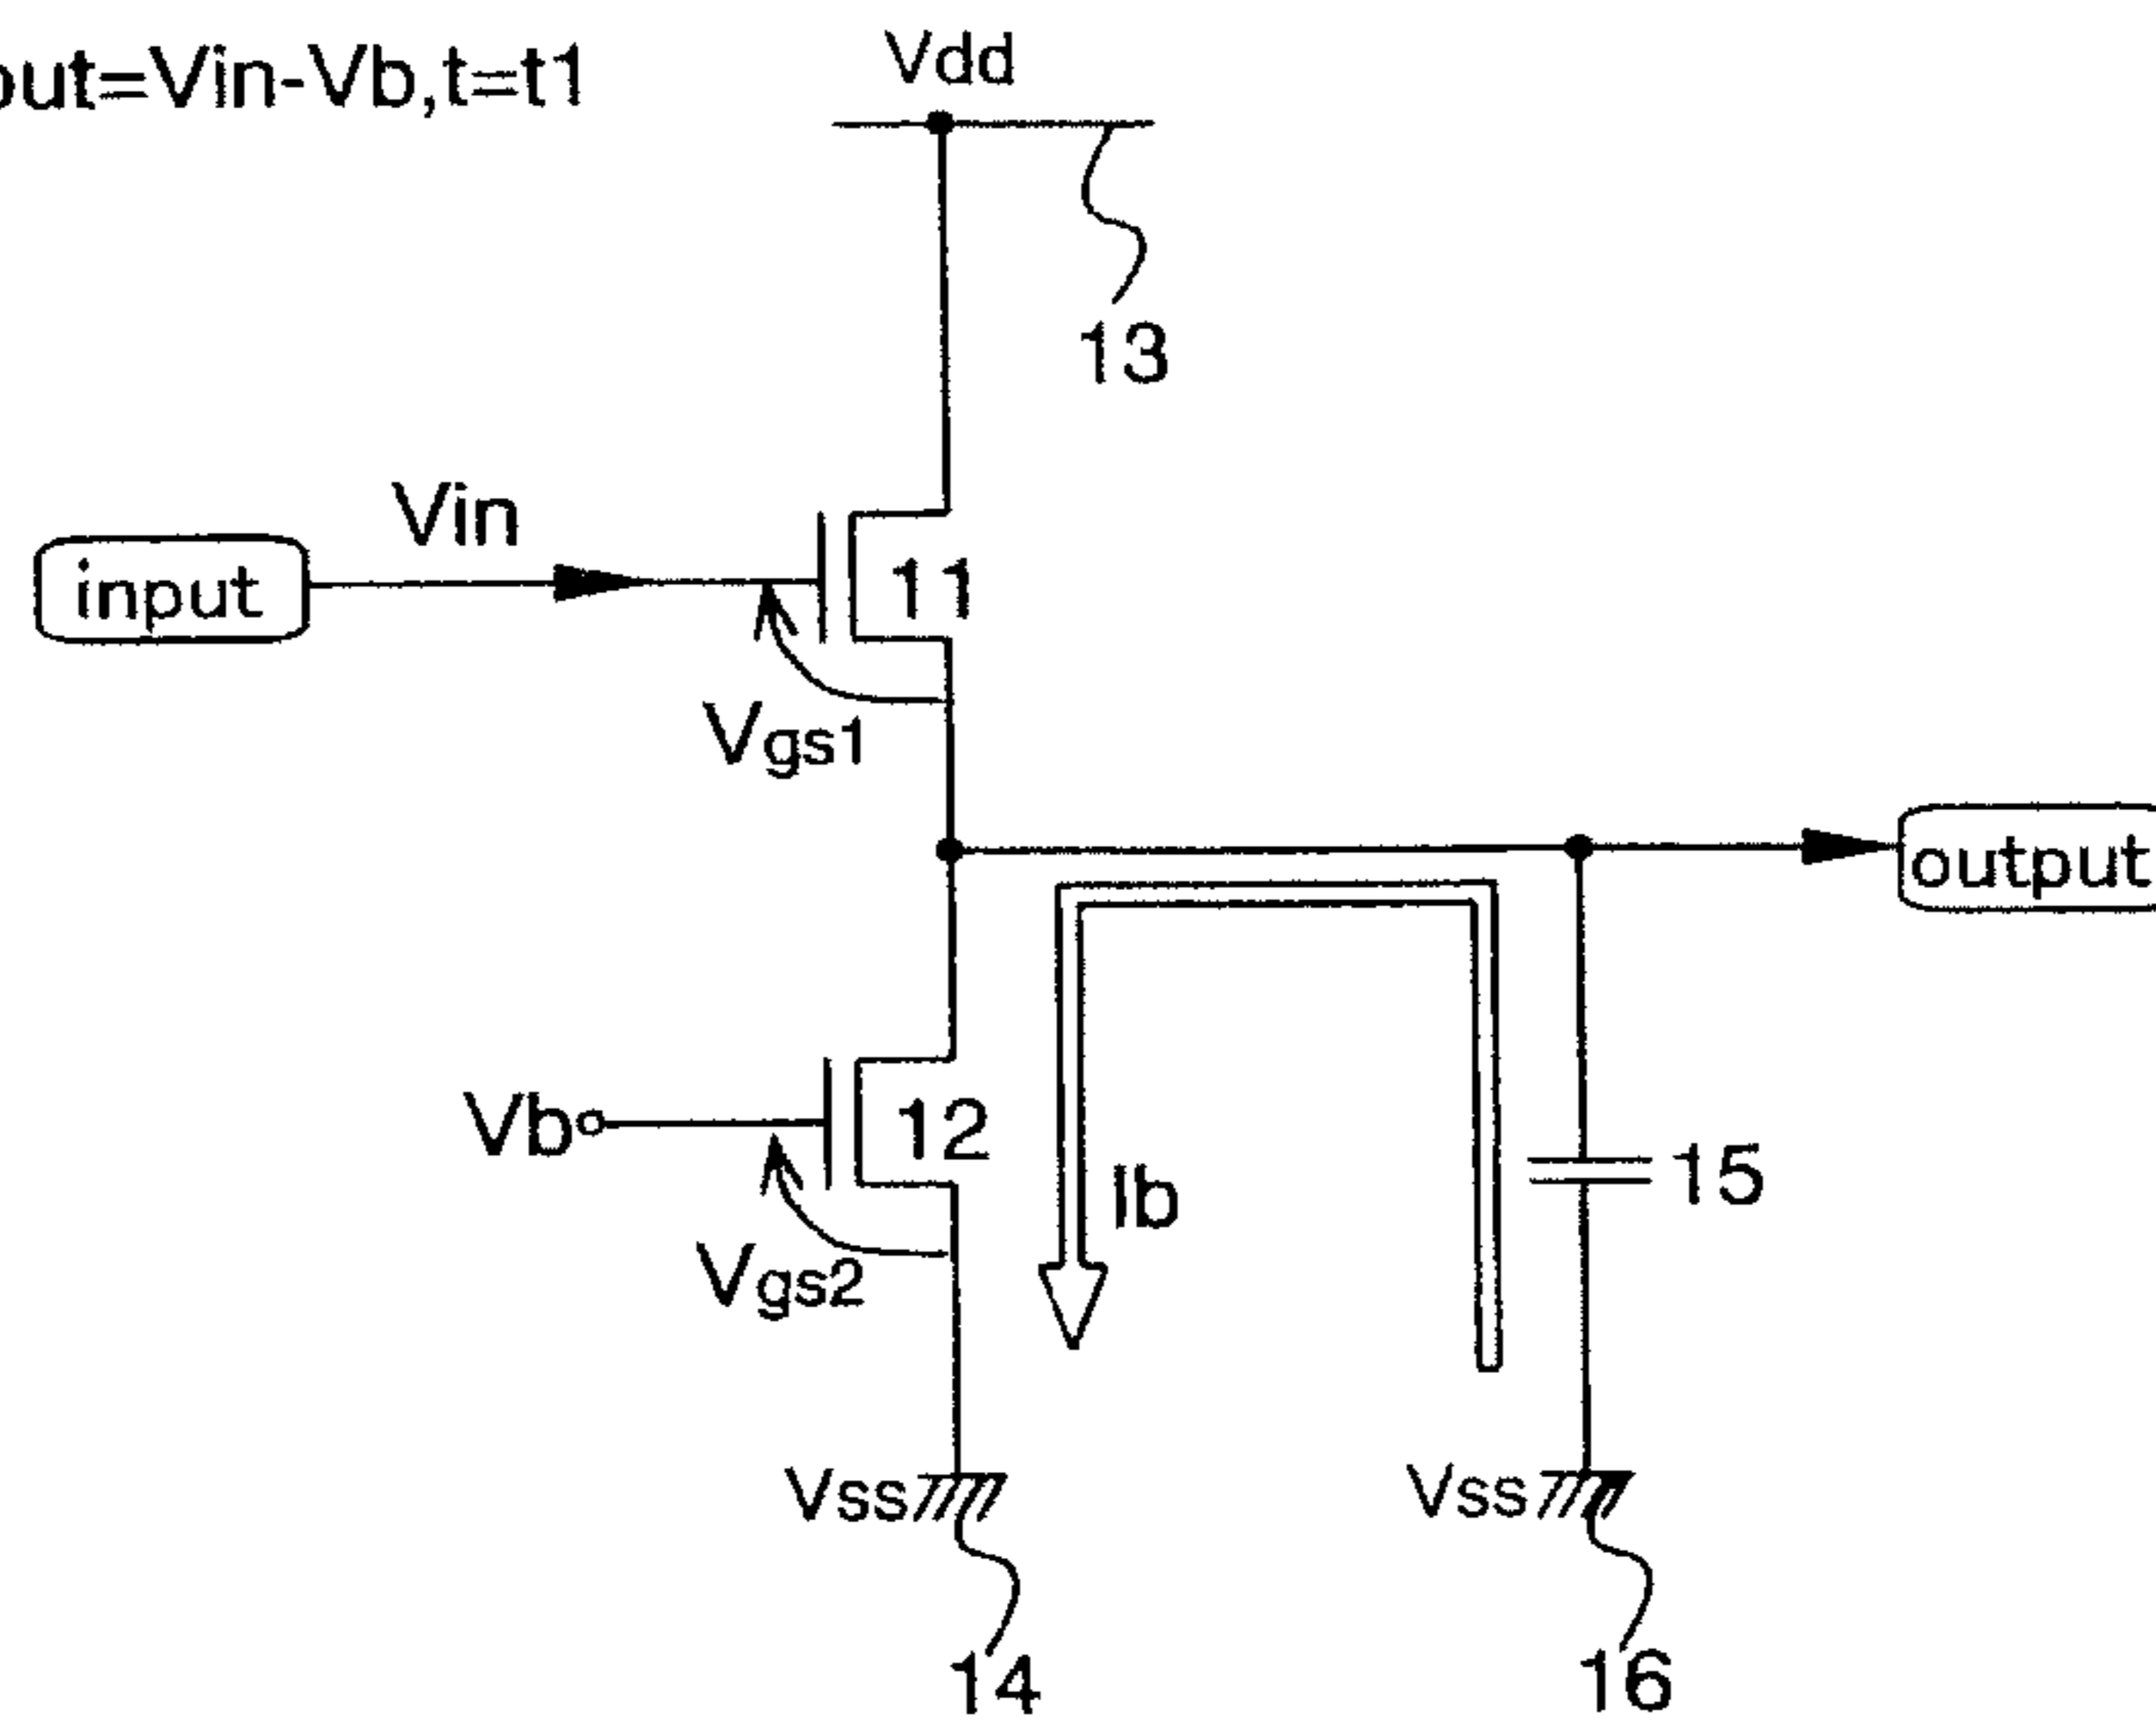 out=Vin-Vb,t=t1
Vdd
13
Vin
input
11
Vgs1
output
Vb
12
Ib
15
Vgs2
Vss
Vss
14
16